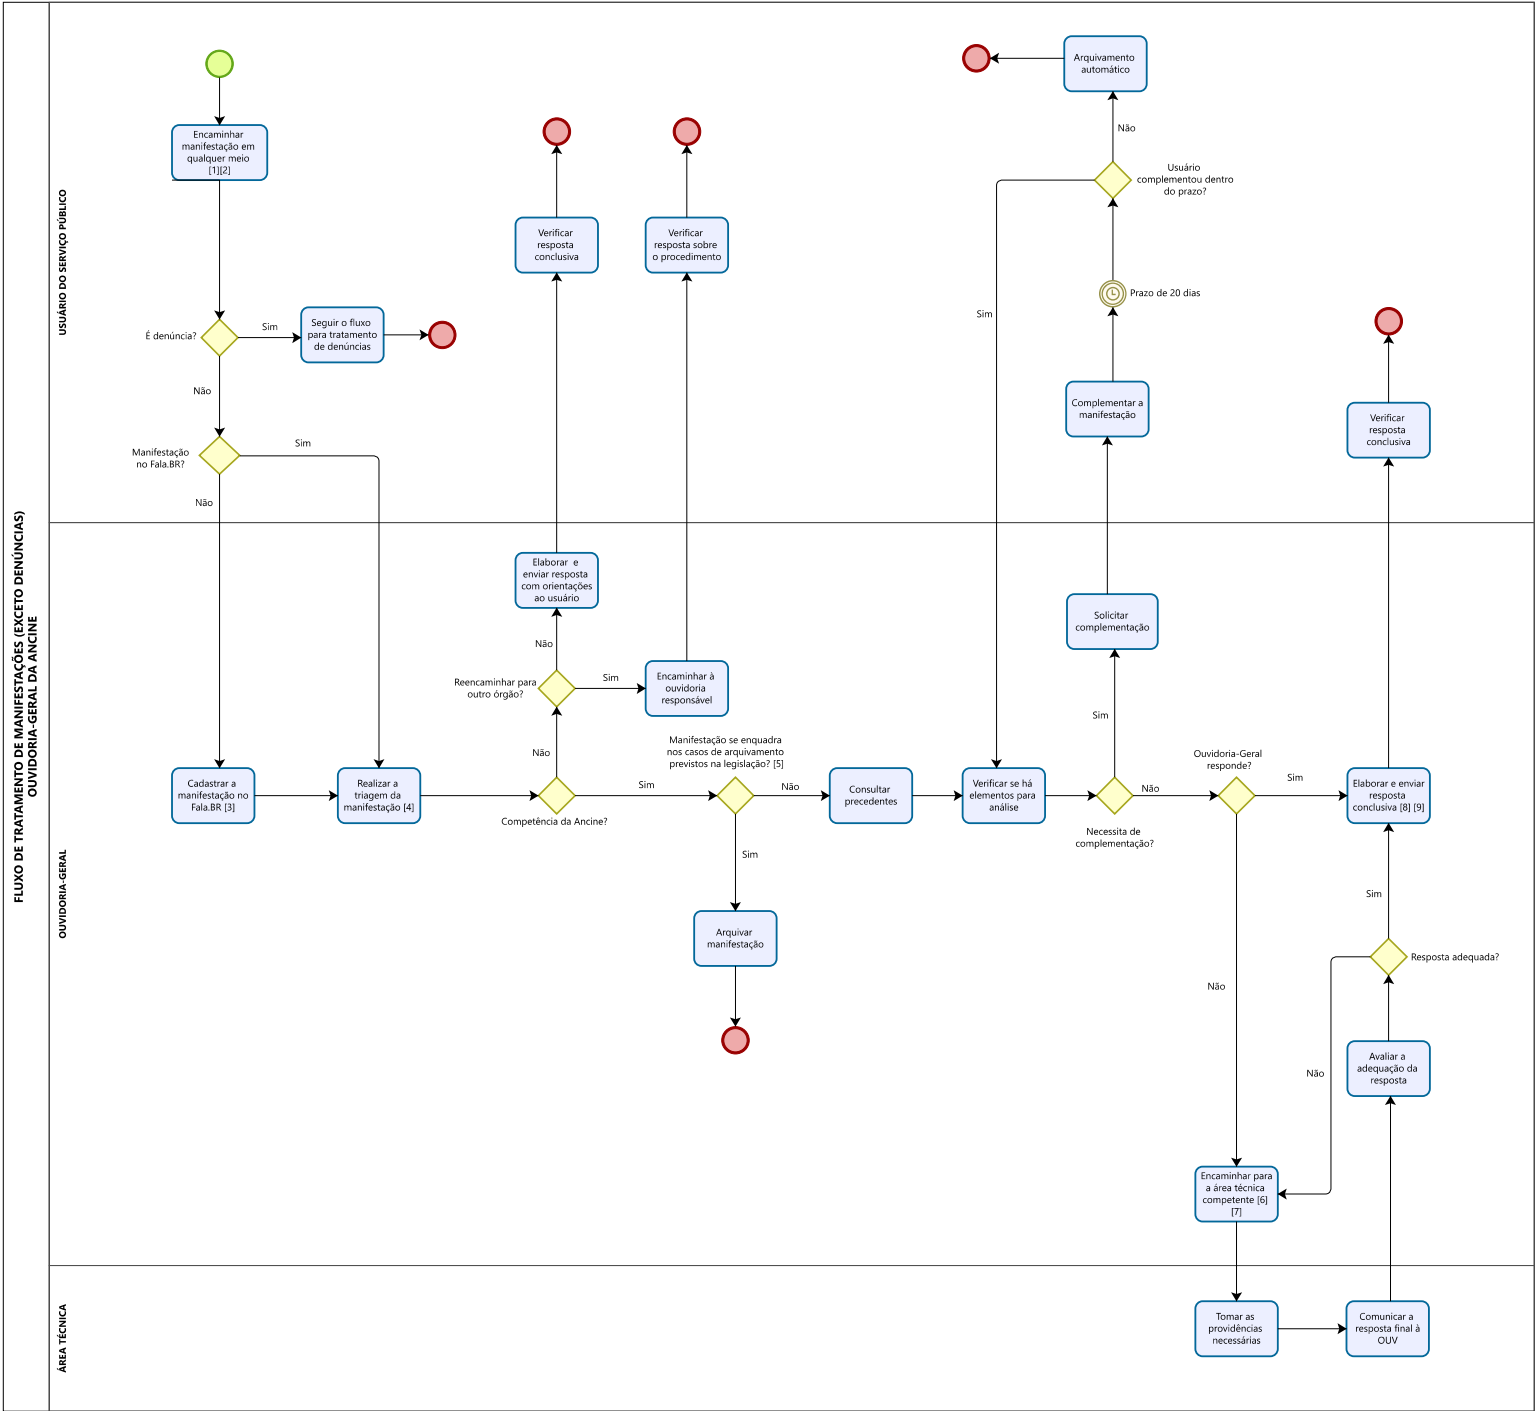 FLUXO DE TRATAMENTO DE MANIFESTAÇÕES (EXCETO DENÚNCIAS)
OUVIDORIA-GERAL DA ANCINE
USUÁRIO DO SERVIÇO PÚBLICO
Encaminhar
manifestação em
qualquer meio
[1][2]
É denúncia?
Sim
Seguir o fluxo
para tratamento
de denúncias
Não
Manifestação
no Fala.BR?
Sim
Não
Verificar
resposta
conclusiva
Verificar
resposta sobre
o procedimento
Arquivamento
automático
Não
Usuário
complementou dentro
do prazo?
Sim
Prazo de 20 dias
Complementar a
manifestação
Verificar
resposta
conclusiva
OUVIDORIA-GERAL
Cadastrar a
manifestação no
Fala.BR [3]
Realizar a
triagem da
manifestação [4]
Competência da Ancine?
Não
Reencaminhar para
outro órgão?
Não
Elaborar  e
enviar resposta
com orientações
ao usuário
Sim
Encaminhar à
ouvidoria
responsável
Sim
Manifestação se enquadra
nos casos de arquivamento
previstos na legislação? [5]
Sim
Arquivar
manifestação
Não
Consultar
precedentes
Verificar se há
elementos para
análise
Necessita de
complementação?
Sim
Solicitar
complementação
Não
Ouvidoria-Geral
responde?
Sim
Elaborar e enviar
resposta
conclusiva [8] [9]
Não
Encaminhar para
a área técnica
competente [6]
[7]
Sim
Resposta adequada?
Não
Avaliar a
adequação da
resposta
ÁREA TÉCNICA
Tomar as
providências
necessárias
Comunicar a
resposta final à
OUV